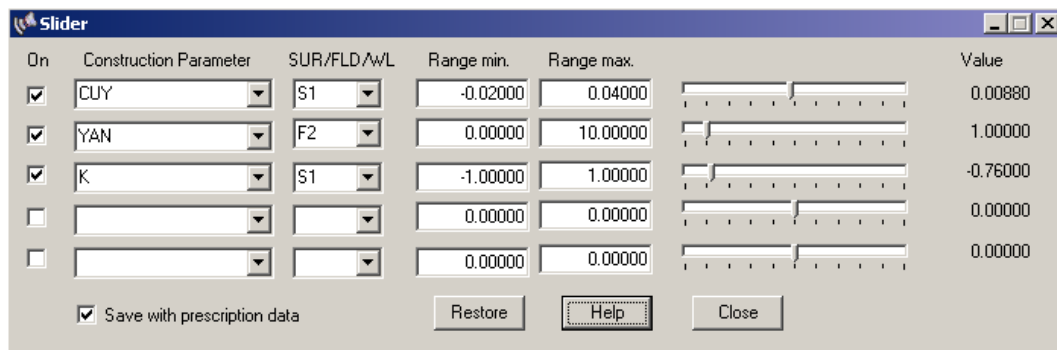 Slider
On Construction Parameter SUR/FLD/WL Range min. Range max. Value
CUY S1 -0.02000 0.04000 0.00880
YAN F2 0.00000 10.00000 1.00000
K S1 -1.00000 1.00000 -0.76000
0.00000 0.00000 0.00000
0.00000 0.00000 0.00000
Save with prescription data Restore Help Close